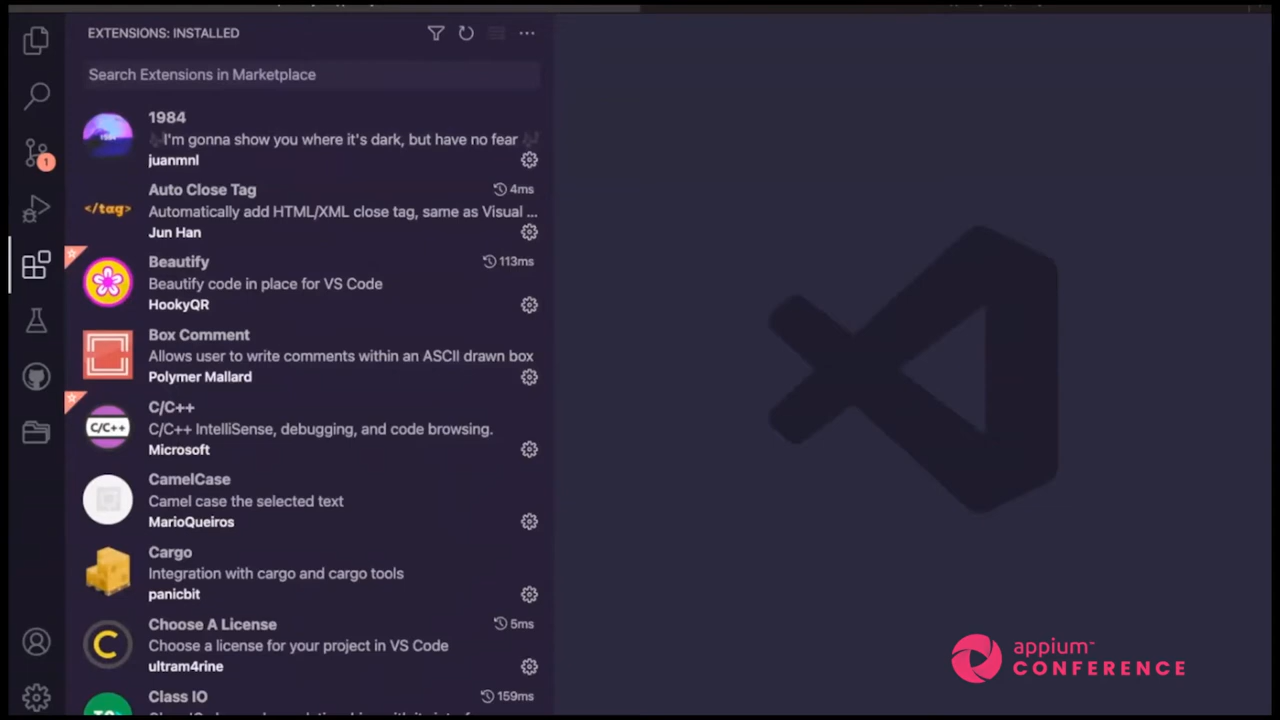 EXTENSIONS: INSTALLED
Search Extensions in Marketplace
1984
I'm gonna show you where it's dark, but have no fear
juanmnl
Auto Close Tag 4ms
</tag> Automatically add HTML/XML close tag, same as Visual ...
Jun Han
Beautify 113ms
Beautify code in place for VS Code
HookyQR
Box Comment
Allows user to write comments within an ASCII drawn box
Polymer Mallard
C/C++
C/C++ C/C++ IntelliSense, debugging, and code browsing.
Microsoft
CamelCase
Camel case the selected text
MarioQueiros
Cargo
Integration with cargo and cargo tools
panicbit
Choose A License 5ms
C Choose a license for your project in VS Code
ultram4rine
Class IO 159ms
1
appium
CONFERENCE